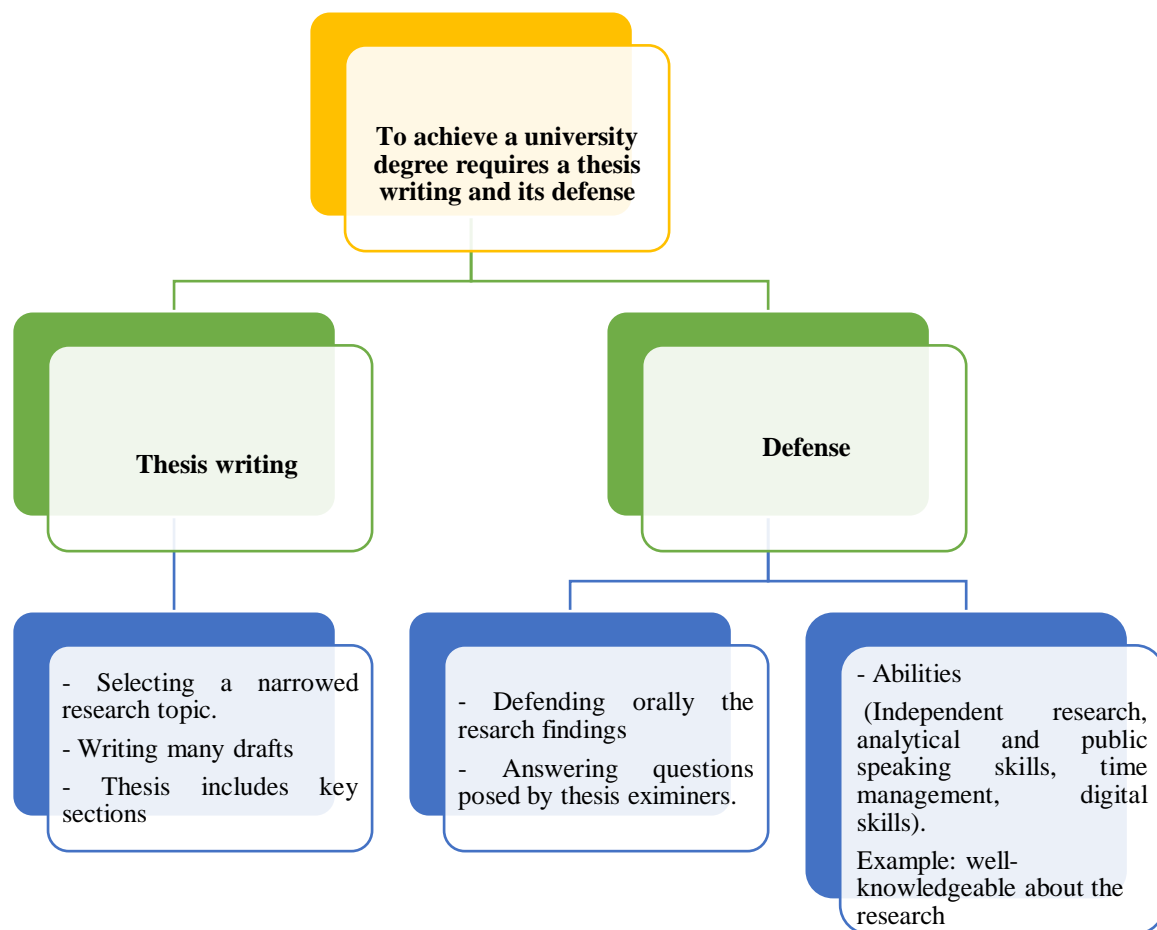 To achieve a university
degree requires a thesis
writing and its defense
Thesis writing
Defense
- Selecting a narrowed
research topic.
- Writing many drafts
- Thesis includes key
sections
- Defending orally the
resarch findings
- Answering questions
posed by thesis eximiners.
- Abilities
(Independent research,
analytical and public
speaking skills, time
management, digital
skills).
Example: well-
knowledgeable about the
research